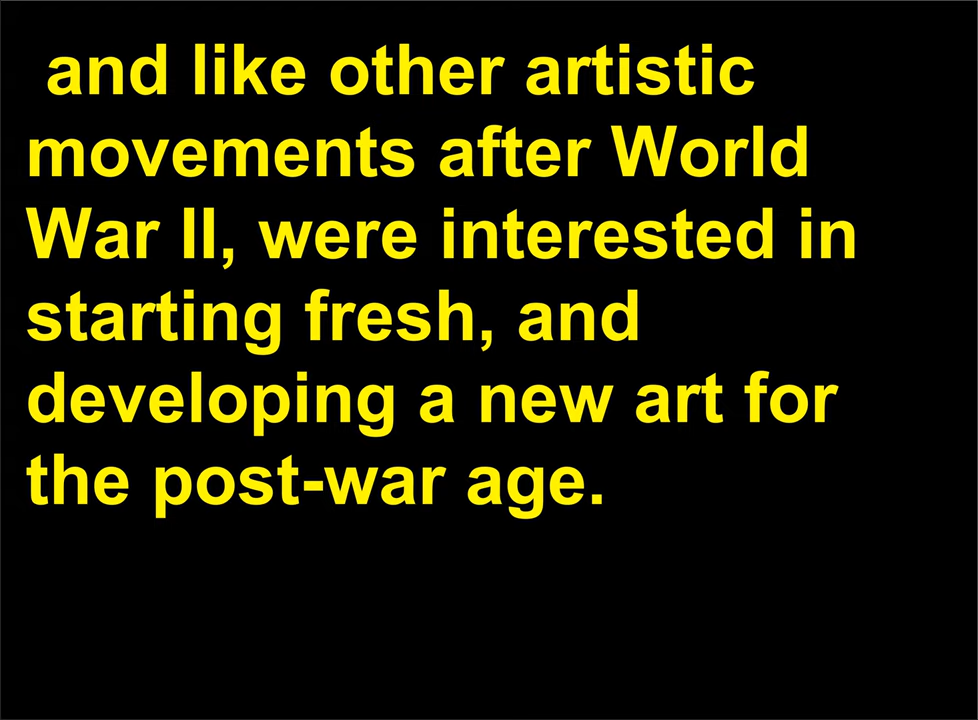 and like other artistic
movements after World
War II, were interested in
starting fresh, and
developing a new art for
the post-war age.